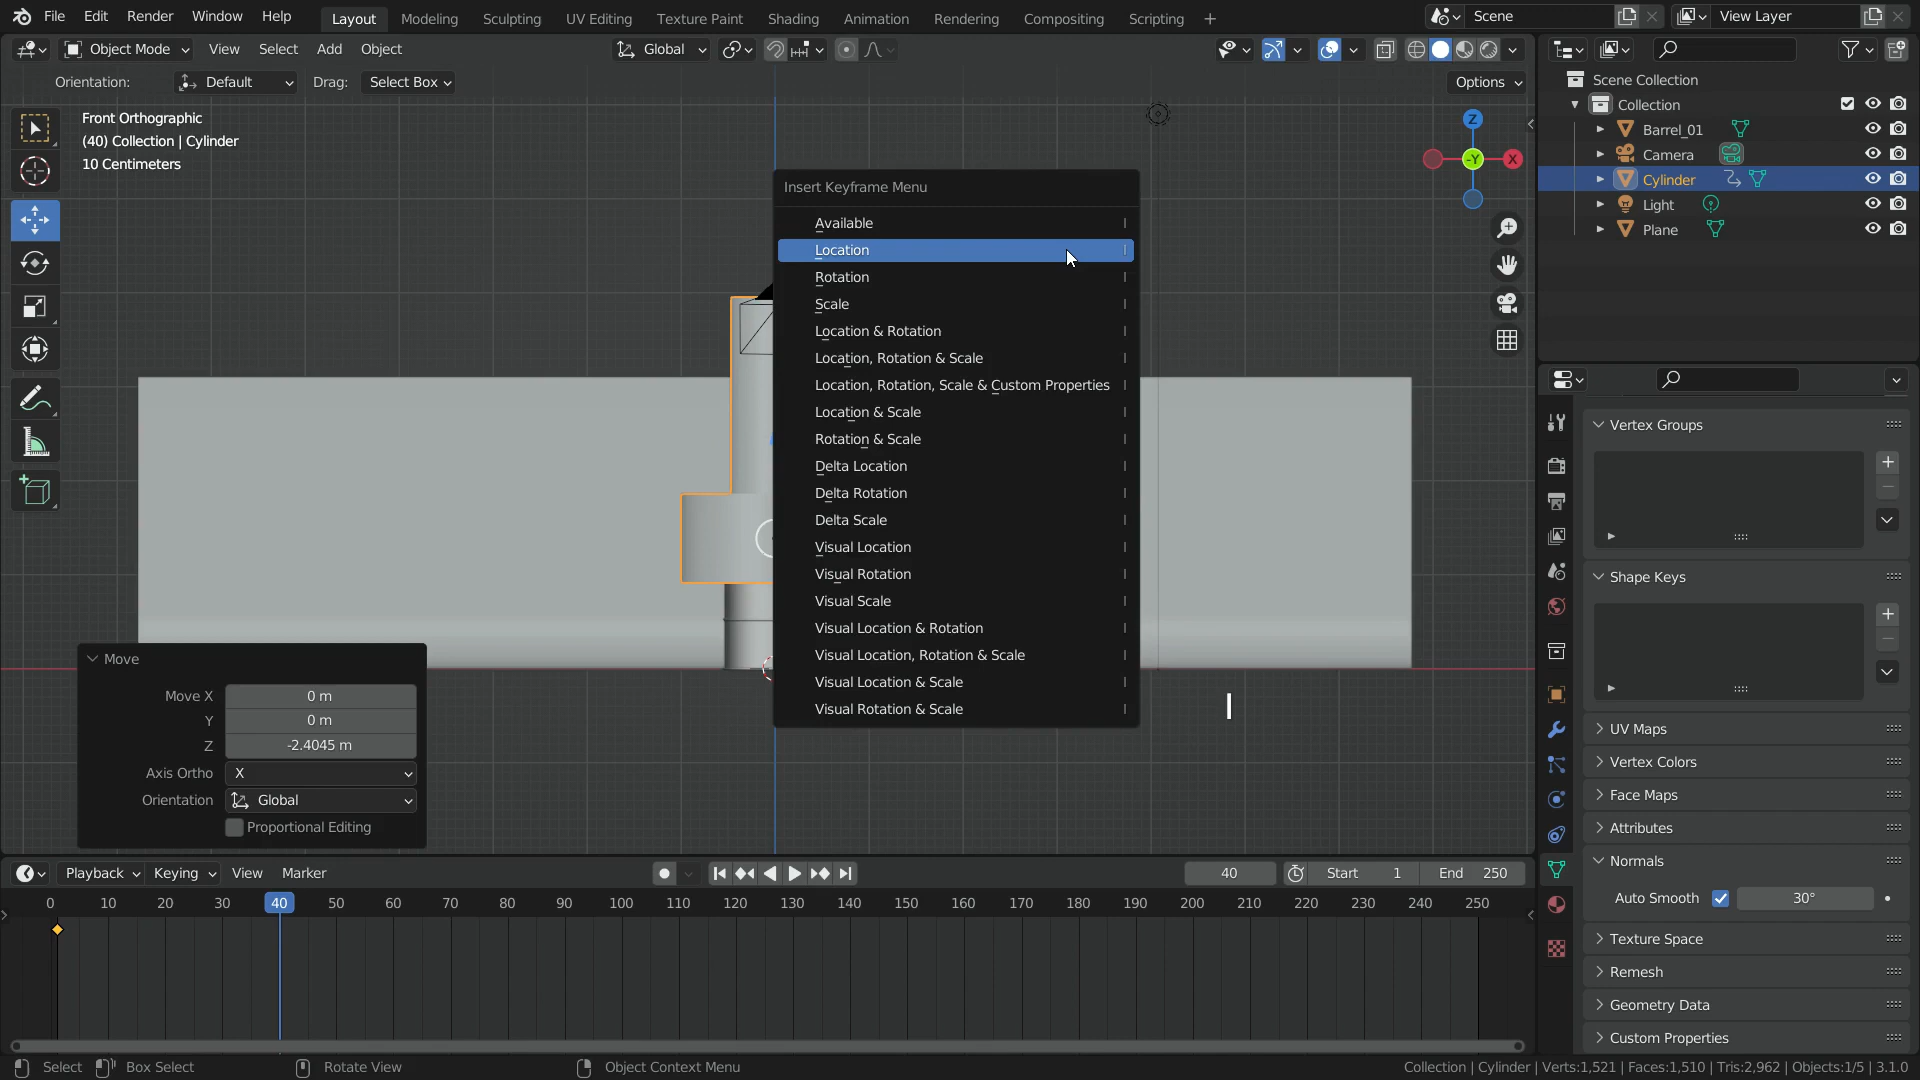 File Edit Render Window Help Layout Modeling Sculpting UV Editing Texture Paint Shading Animation Rendering Compositing Scripting + Scene View Layer
Object Mode View Select Add Object Global
Orientation: Default Drag: Select Box Options
Front Orthographic
(40) Collection | Cylinder
10 Centimeters
Z
-Y
X
Insert Keyframe Menu
Available I
Location I
Rotation I
Scale I
Location & Rotation I
Location, Rotation & Scale I
Location, Rotation, Scale & Custom Properties I
Location & Scale I
Rotation & Scale I
Delta Location I
Delta Rotation I
Delta Scale I
Visual Location I
Visual Rotation I
Visual Scale I
Visual Location & Rotation I
Visual Location, Rotation & Scale I
Visual Location & Scale I
Visual Rotation & Scale I
I
Move
Move X 0 m
Y 0 m
Z -2.4045 m
Axis Ortho X
Orientation Global
Proportional Editing
Scene Collection
Collection
Barrel_01
Camera
Cylinder
Light
Plane
Vertex Groups
Shape Keys
UV Maps
Vertex Colors
Face Maps
Attributes
Normals
Auto Smooth 30°
Texture Space
Remesh
Geometry Data
Custom Properties
Playback Keying View Marker 40 Start 1 End 250
0 10 20 30 40 50 60 70 80 90 100 110 120 130 140 150 160 170 180 190 200 210 220 230 240 250
Select Box Select Rotate View Object Context Menu Collection | Cylinder | Verts:1,521 | Faces:1,510 | Tris:2,962 | Objects:1/5 | 3.1.0